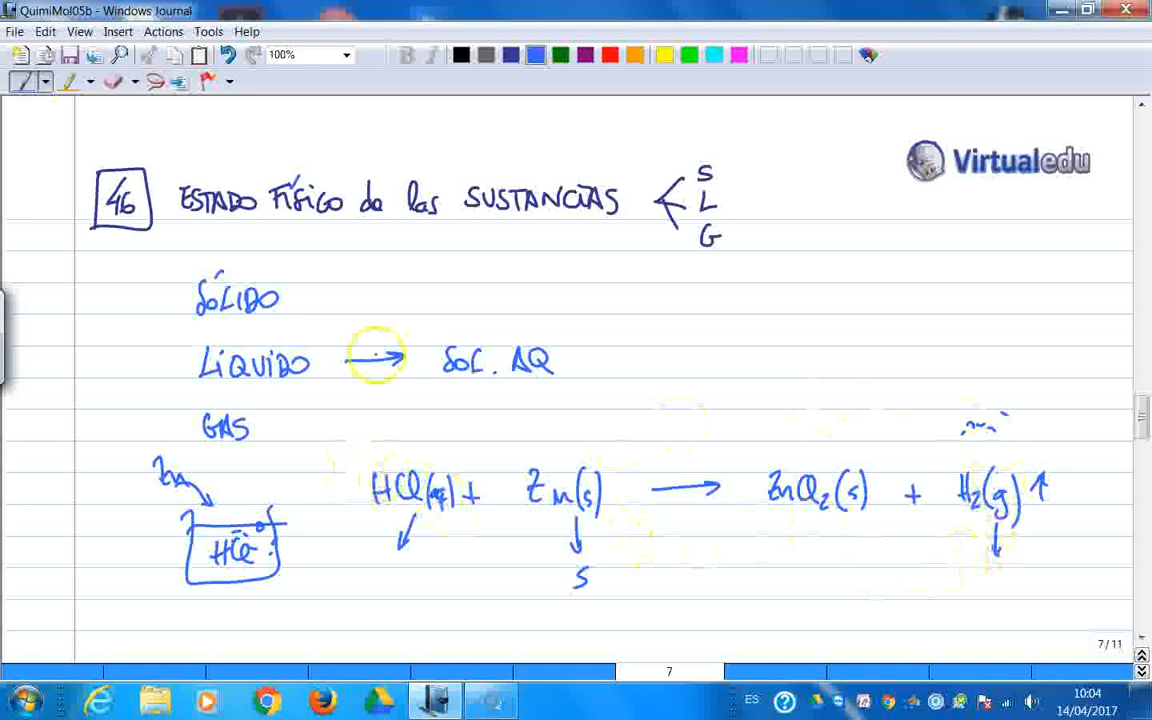 QuimiMol05b - Windows Journal
File Edit View Insert Actions Tools Help
100%
B I
Virtualedu
46 ESTADO FÍSICO de las SUSTANCIAS < S L G
SÓLIDO
LÍQUIDO → SOL. AQ
GAS
Zn
HCl
HCl(aq) + Zn(s) → ZnCl2(s) + H2(g) ↑
S
7/11
7
ES
10:04
14/04/2017